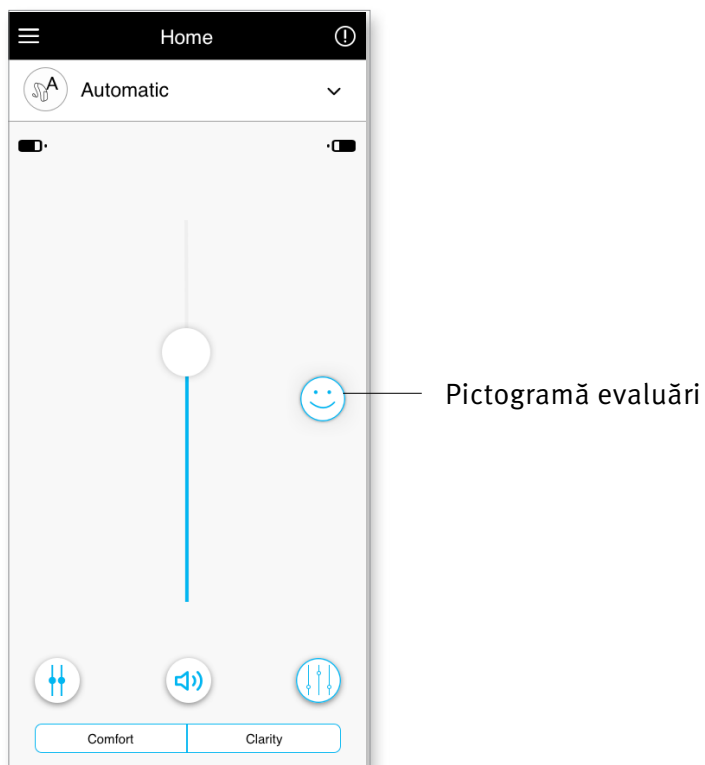 Home
A
Automatic
Pictogramă evaluări
Comfort
Clarity